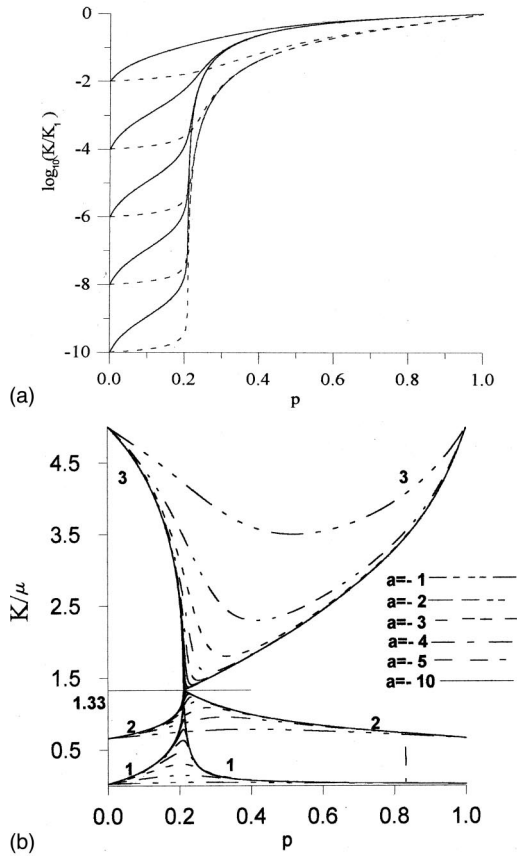 0
-2
-4
-6
-8
-10
log10(K/K1)
0.0 0.2 0.4 0.6 0.8 1.0
p
(a)
4.5
3.5
2.5
1.5
1.33
0.5
K/μ
3 3
2 2
1 1
a=- 1
a=- 2
a=- 3
a=- 4
a=- 5
a=- 10
0.0 0.2 0.4 0.6 0.8 1.0
p
(b)